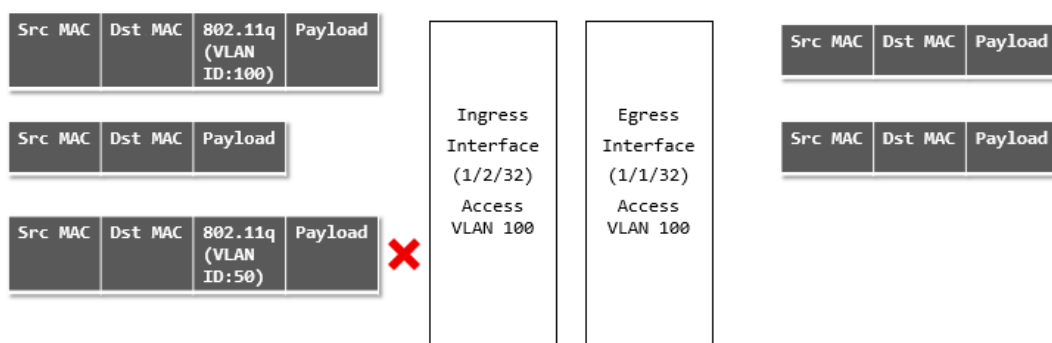 Src MAC Dst MAC 802.11q (VLAN ID:100) Payload
Src MAC Dst MAC Payload
Src MAC Dst MAC 802.11q (VLAN ID:50) Payload
Ingress
Interface
(1/2/32)
Access
VLAN 100
Egress
Interface
(1/1/32)
Access
VLAN 100
Src MAC Dst MAC Payload
Src MAC Dst MAC Payload